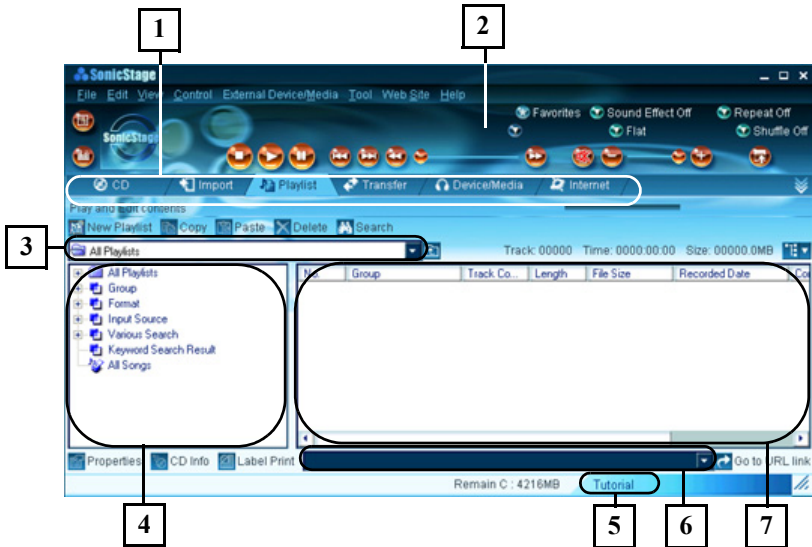 1
2
SonicStage
File Edit View Control External Device/Media Tool Web Site Help
Favorites Sound Effect Off Repeat Off
SonicStage
Flat Shuffle Off
CD Import Playlist Transfer Device/Media Internet
Play and Edit contents
New Playlist Copy Paste Delete Search
3
All Playlists
Track: 00000 Time: 0000:00:00 Size: 00000.0MB
No. Group Track Co... Length File Size Recorded Date
All Playlists
Group
Format
Input Source
Various Search
Keyword Search Result
All Songs
Properties CD Info Label Print
Go to URL link
Remain C : 4216MB Tutorial
4
5
6
7